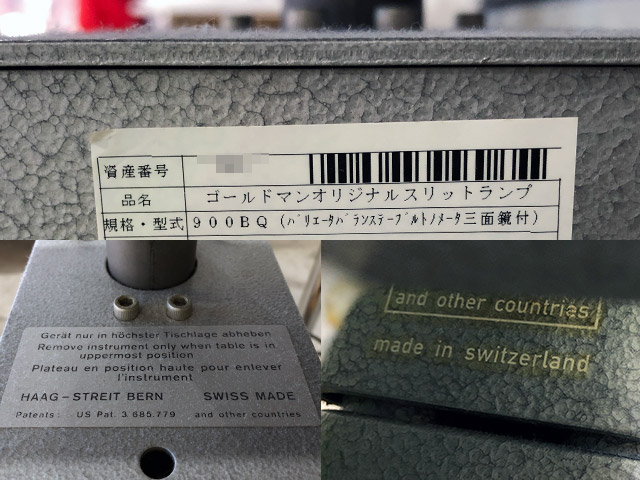 資産番号
品名 ゴールドマンオリジナルスリットランプ
規格・型式 900BQ (ﾊﾞﾘｴｰﾀﾊﾞﾗﾝｽﾃｰﾌﾞﾙﾄﾉﾒｰﾀ三面鏡付)
Gerät nur in höchster Tischlage abheben
Remove instrument only when table is in
uppermost position
Plateau en position haute pour enlever
l'instrument
HAAG-STREIT BERN SWISS MADE
Patents: US Pat. 3.685.779 and other countries
and other countries
made in switzerland